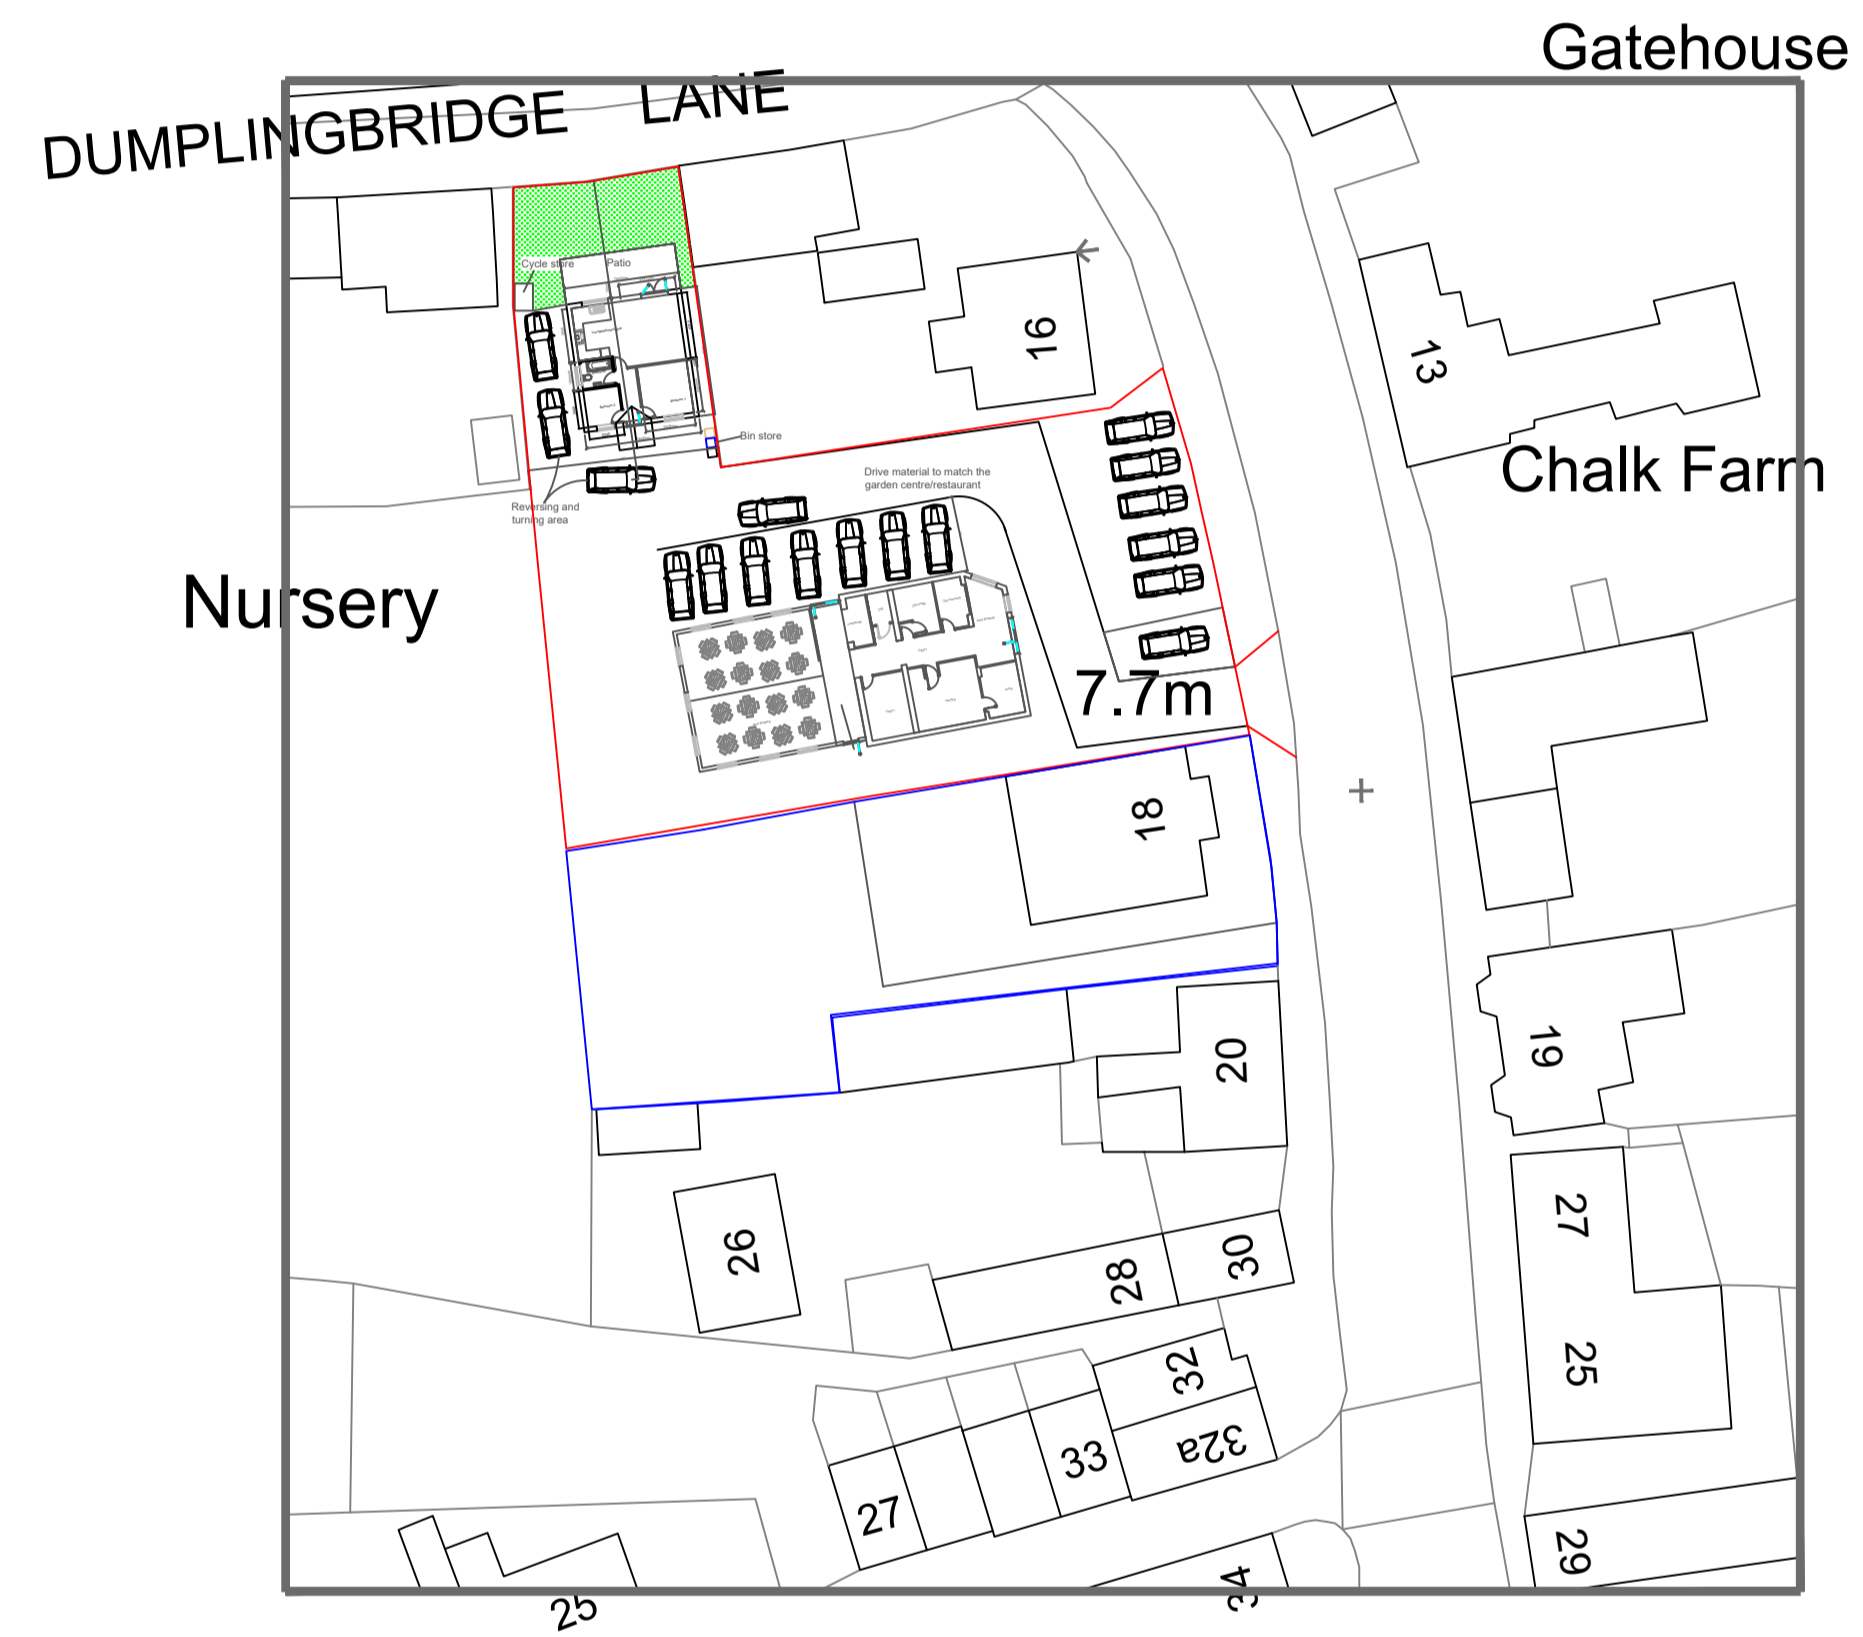 Gatehouse
DUMPLINGBRIDGE LANE
Cycle store
Patio
16
13
Bin store
Drive material to match the
garden centre/restaurant
Chalk Farm
Reversing and
turning area
Nursery
7.7m
18
20
19
26
28
30
27
25
32
32a
33
27
29
34
25